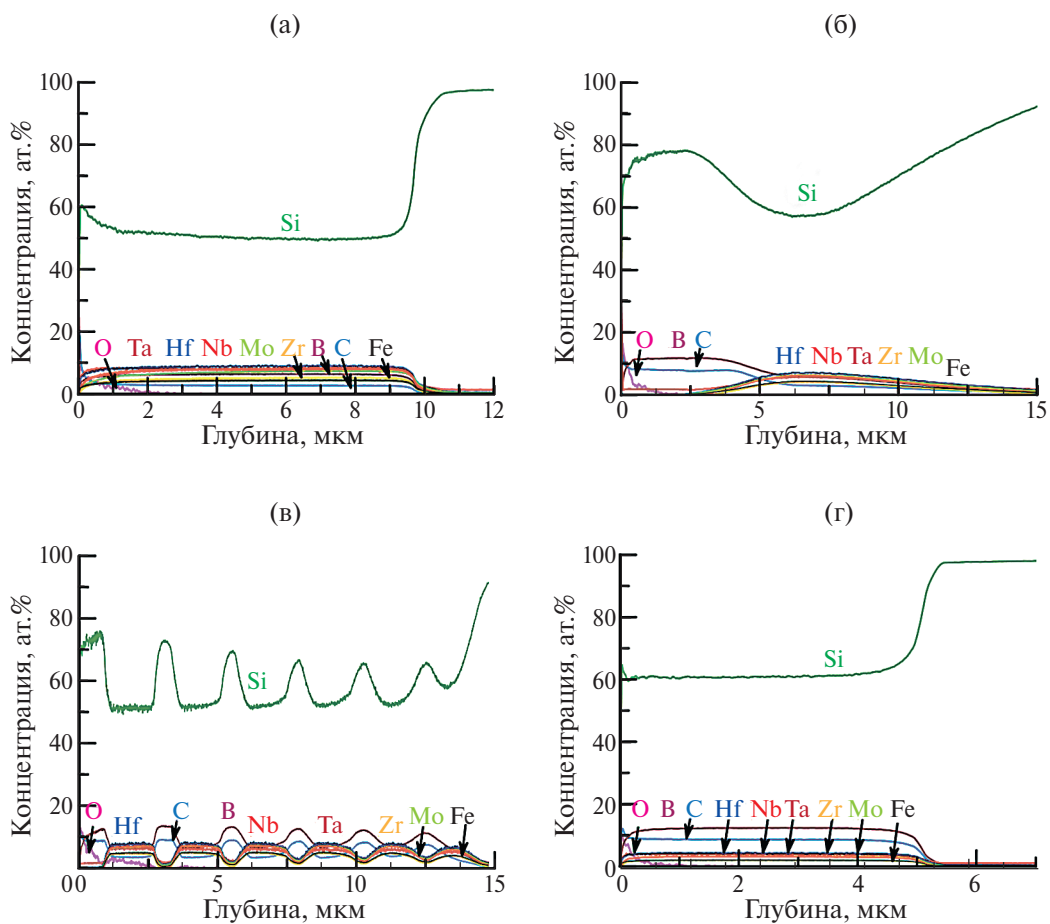 (а)
Концентрация, ат.%
100
80
60
40
20
0
Si
O Ta Hf Nb Mo Zr B C Fe
0 2 4 6 8 10 12
Глубина, мкм
(б)
Концентрация, ат.%
100
80
60
40
20
0
Si
O B C Hf Nb Ta Zr Mo Fe
0 5 10 15
Глубина, мкм
(в)
Концентрация, ат.%
100
80
60
40
20
0
Si
O Hf C B Nb Ta Zr Mo Fe
0 5 10 15
Глубина, мкм
(г)
Концентрация, ат.%
100
80
60
40
20
0
Si
O B C Hf Nb Ta Zr Mo Fe
0 2 4 6
Глубина, мкм